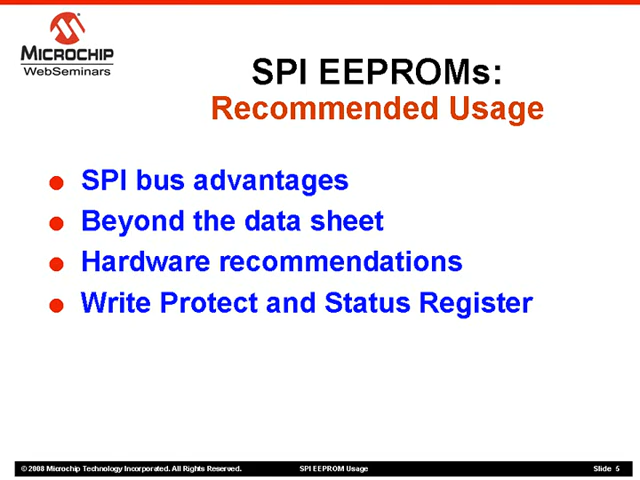 MICROCHIP
WebSeminars
SPI EEPROMs:
Recommended Usage
SPI bus advantages
Beyond the data sheet
Hardware recommendations
Write Protect and Status Register
© 2008 Microchip Technology Incorporated. All Rights Reserved. SPI EEPROM Usage Slide 5